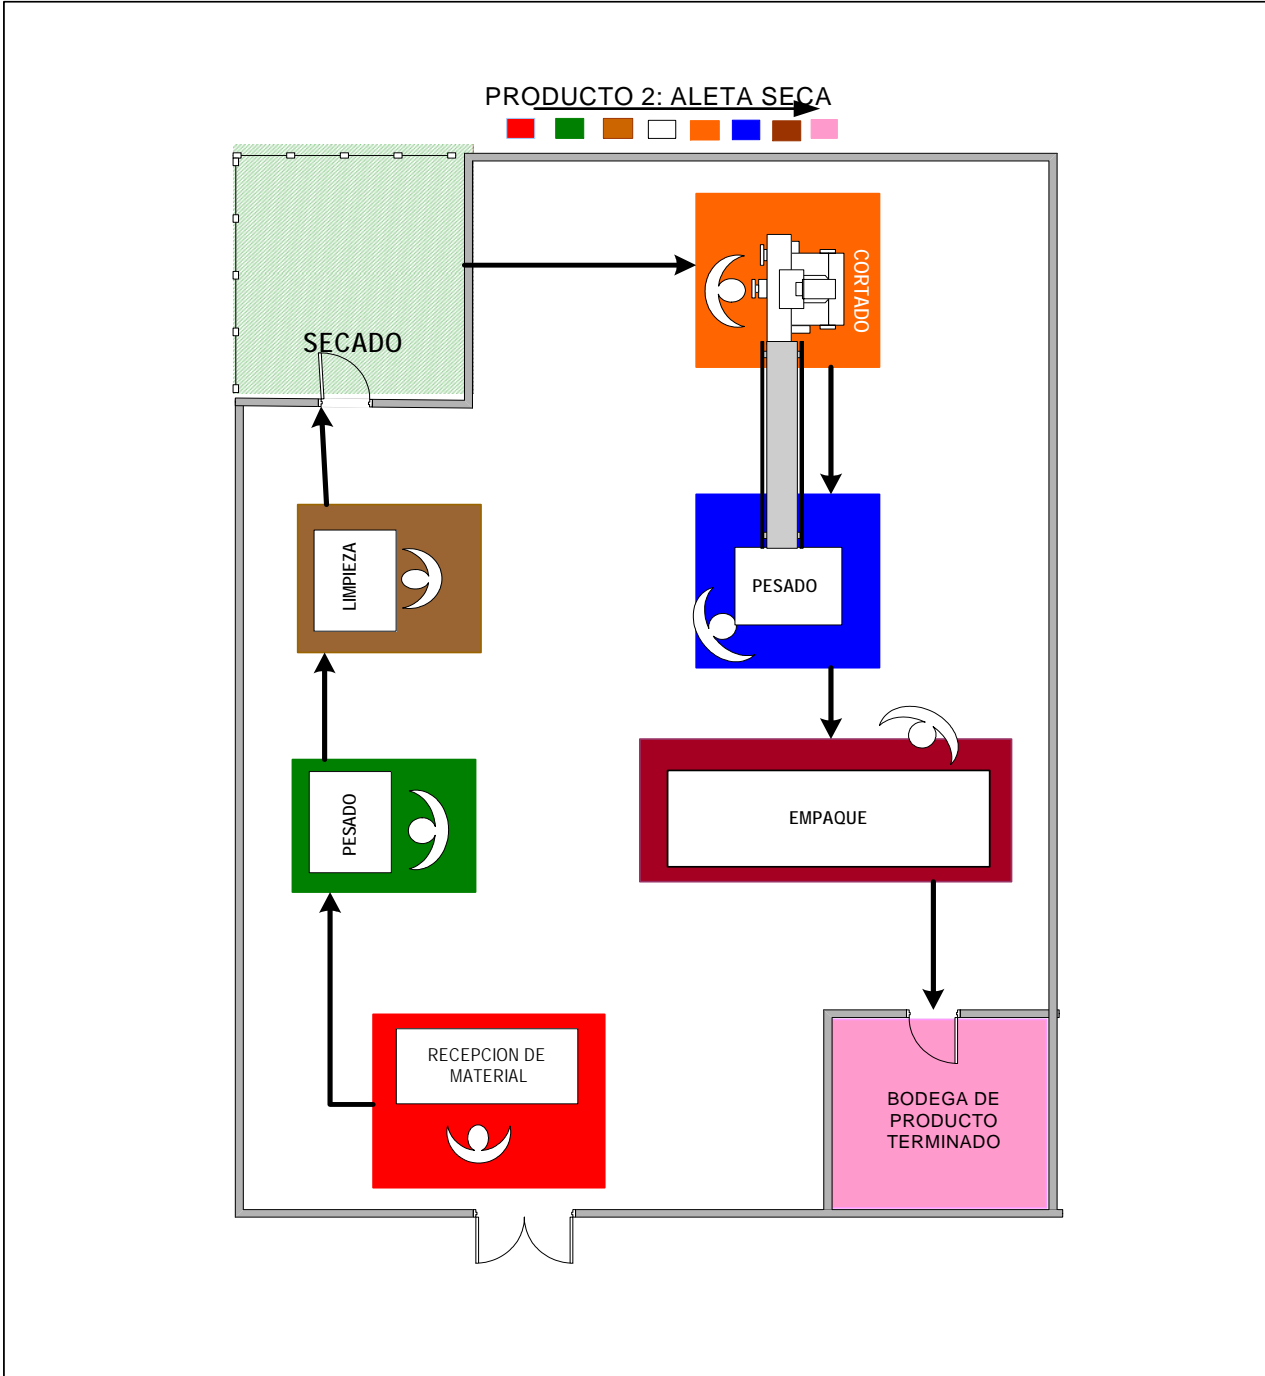 PRODUCTO 2: ALETA SECA
CORTADO
SECADO
LIMPIEZA
PESADO
PESADO
EMPAQUE
RECEPCION DE
MATERIAL
BODEGA DE
PRODUCTO
TERMINADO